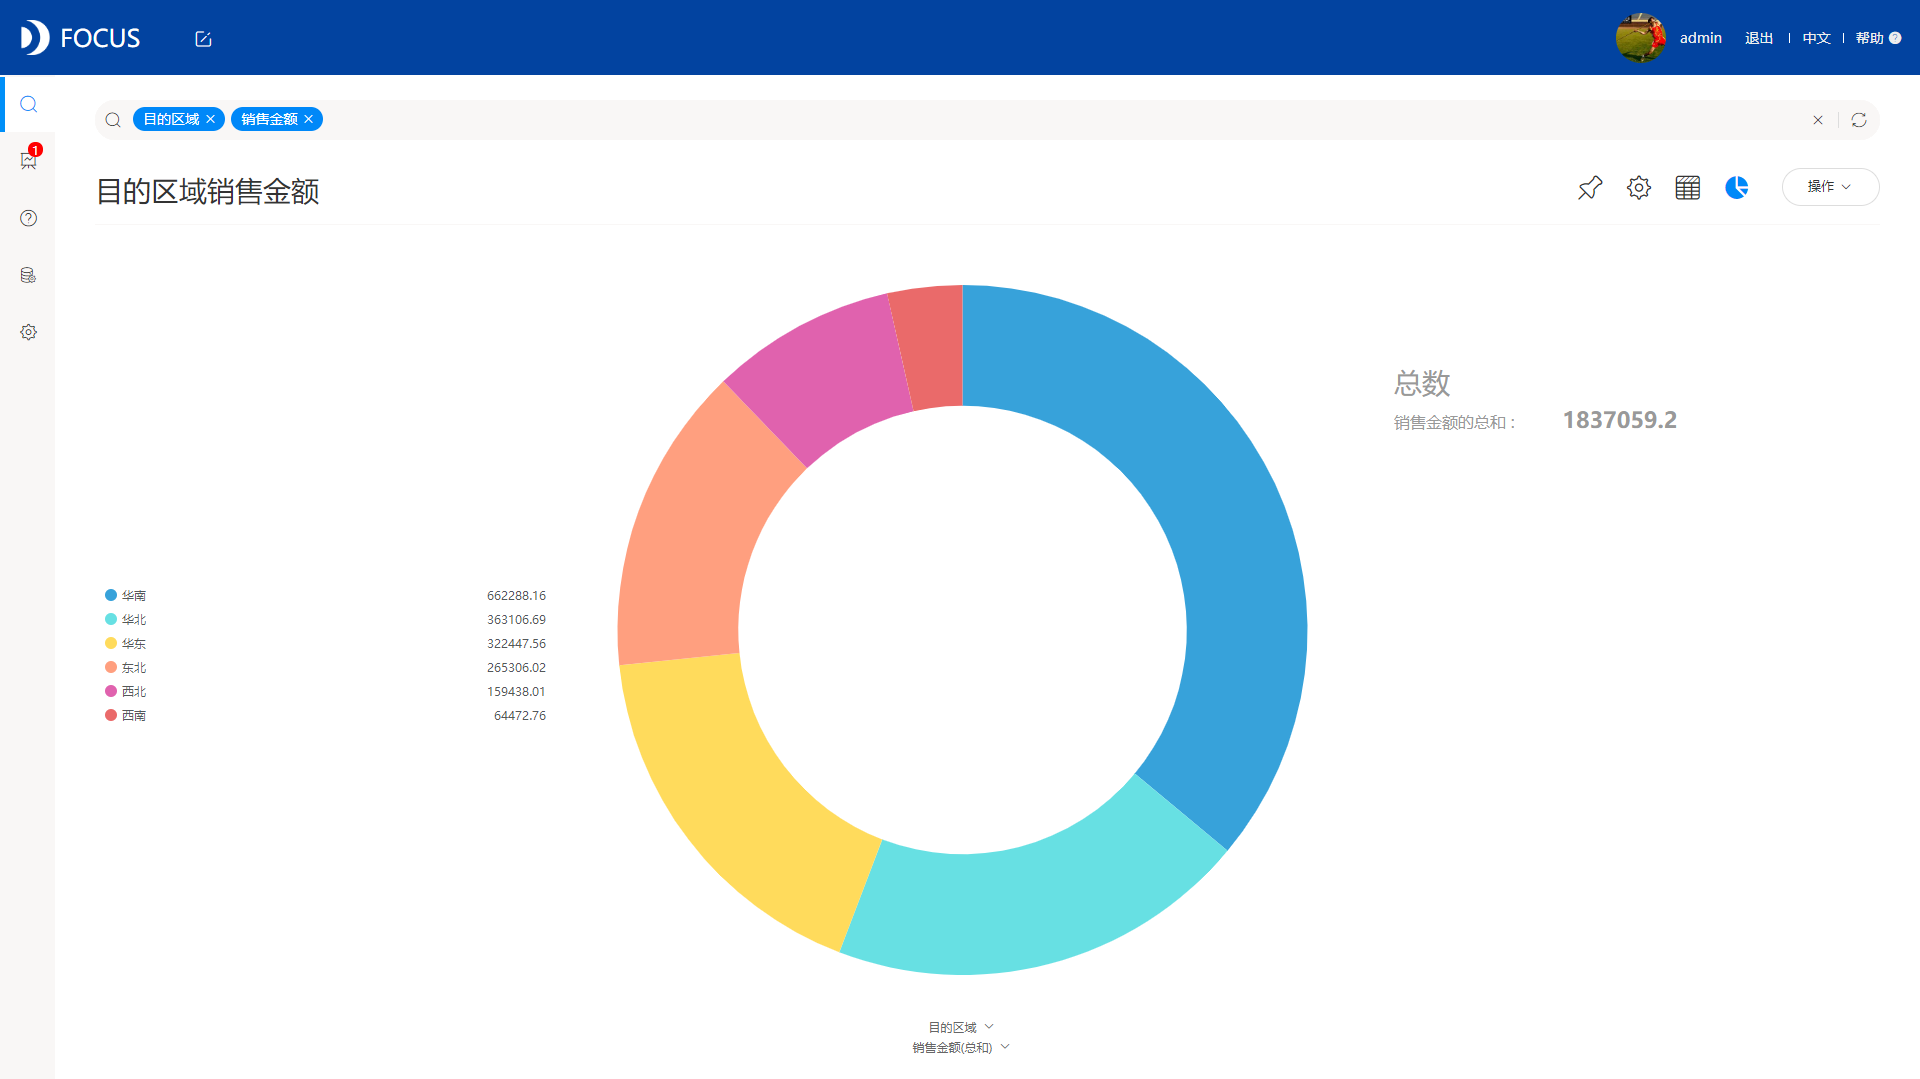 FOCUS
admin 退出 中文 帮助 ?
目的区域 × 销售金额 ×
1
目的区域销售金额
操作
总数
销售金额的总和： 1837059.2
华南 662288.16
华北 363106.69
华东 322447.56
东北 265306.02
西北 159438.01
西南 64472.76
目的区域
销售金额(总和)